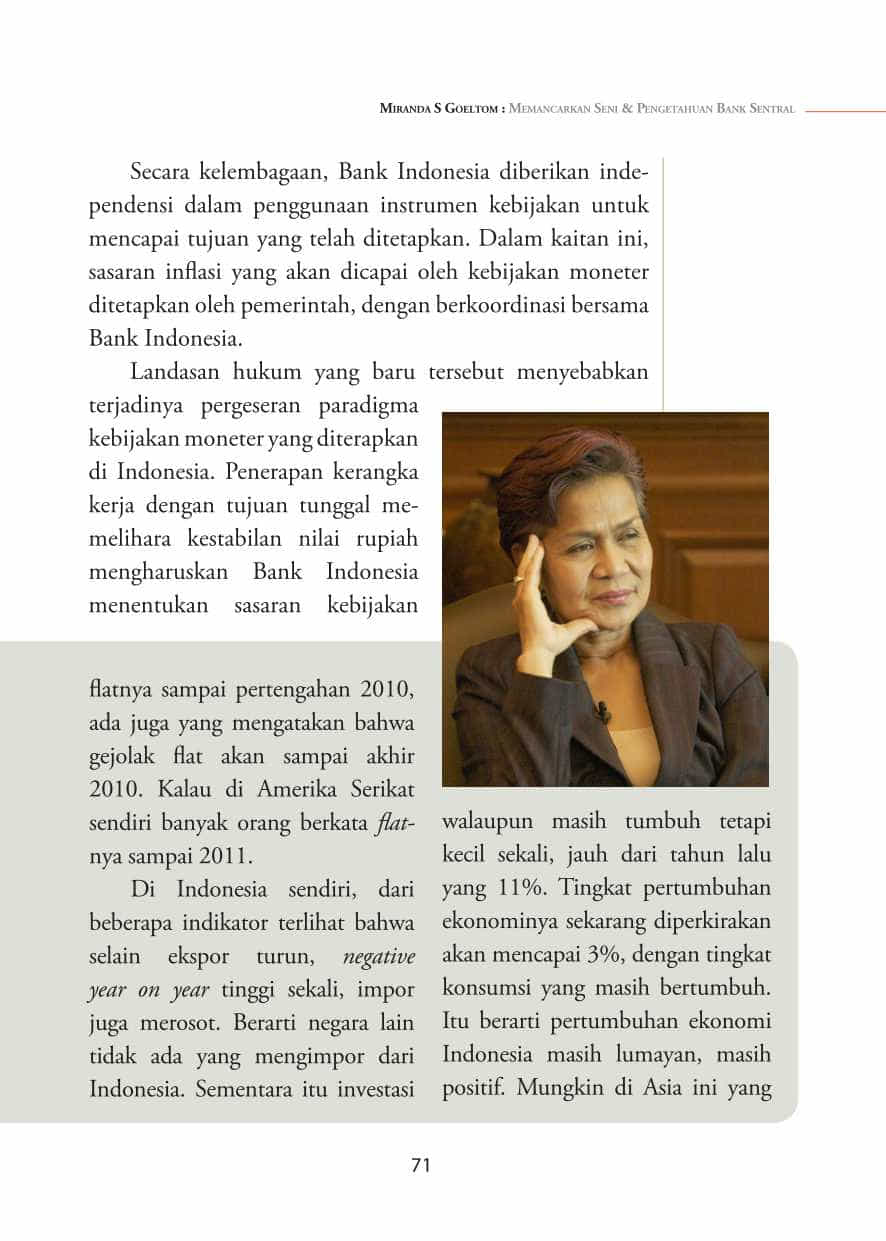 MIRANDA S GOELTOM : MEMANCARKAN SENI & PENGETAHUAN BANK SENTRAL
Secara kelembagaan, Bank Indonesia diberikan inde-
pendensi dalam penggunaan instrumen kebijakan untuk
mencapai tujuan yang telah ditetapkan. Dalam kaitan ini,
sasaran inflasi yang akan dicapai oleh kebijakan moneter
ditetapkan oleh pemerintah, dengan berkoordinasi bersama
Bank Indonesia.
Landasan hukum yang baru tersebut menyebabkan
terjadinya pergeseran paradigma
kebijakan moneter yang diterapkan
di Indonesia. Penerapan kerangka
kerja dengan tujuan tunggal me-
melihara kestabilan nilai rupiah
mengharuskan Bank Indonesia
menentukan sasaran kebijakan
flatnya sampai pertengahan 2010,
ada juga yang mengatakan bahwa
gejolak flat akan sampai akhir
2010. Kalau di Amerika Serikat
sendiri banyak orang berkata flat-
nya sampai 2011.
Di Indonesia sendiri, dari
beberapa indikator terlihat bahwa
selain ekspor turun, negative
year on year tinggi sekali, impor
juga merosot. Berarti negara lain
tidak ada yang mengimpor dari
Indonesia. Sementara itu investasi
walaupun masih tumbuh tetapi
kecil sekali, jauh dari tahun lalu
yang 11%. Tingkat pertumbuhan
ekonominya sekarang diperkirakan
akan mencapai 3%, dengan tingkat
konsumsi yang masih bertumbuh.
Itu berarti pertumbuhan ekonomi
Indonesia masih lumayan, masih
positif. Mungkin di Asia ini yang
71